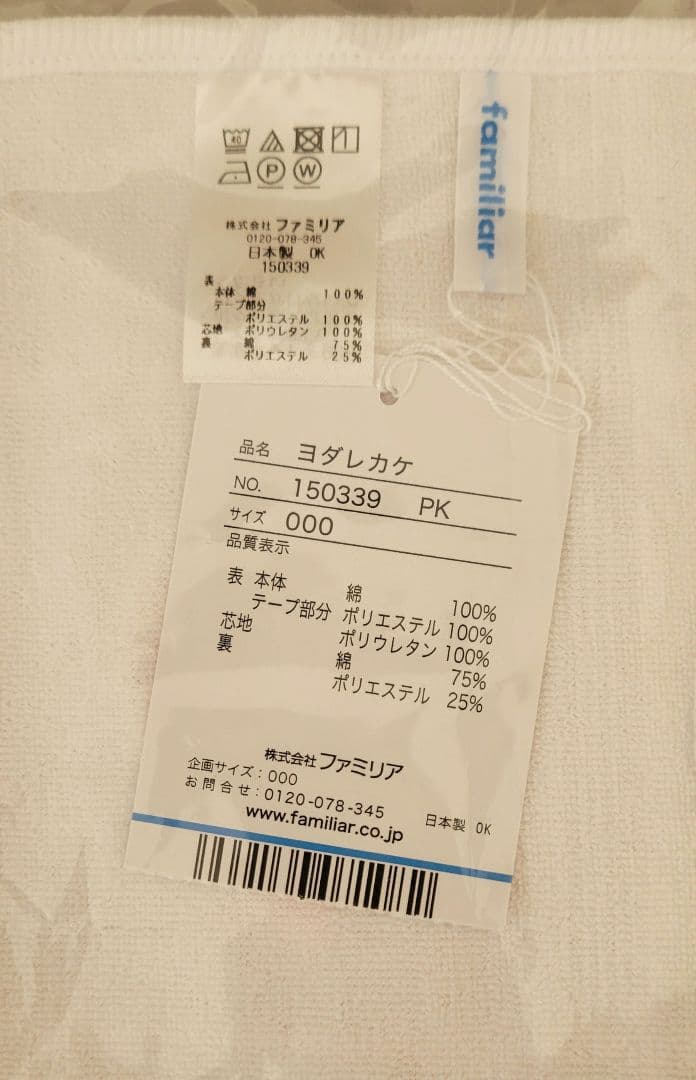 40
P W
familiar
株式会社 ファミリア
0120-078-345
日本製 OK
150339
表
本体 綿 100%
テープ部分
ポリエステル 100%
芯地 ポリウレタン 100%
裏 綿 75%
ポリエステル 25%
品名 ヨダレカケ
NO. 150339 PK
サイズ 000
品質表示
表 本体 綿 100%
テープ部分 ポリエステル 100%
芯地 ポリウレタン 100%
裏 綿 75%
ポリエステル 25%
株式会社 ファミリア
企画サイズ:000
お問合せ:0120-078-345
www.familiar.co.jp
日本製 OK